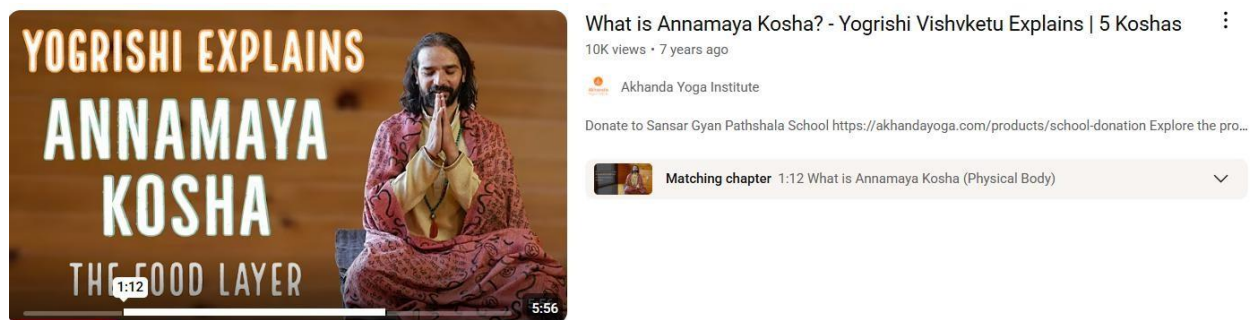 YOGRISHI EXPLAINS
ANNAMAYA
KOSHA
THE FOOD LAYER
1:12
5:56
What is Annamaya Kosha? - Yogrishi Vishvketu Explains | 5 Koshas
10K views • 7 years ago
Akhanda Yoga Institute
Donate to Sansar Gyan Pathshala School https://akhandayoga.com/products/school-donation Explore the pro...
Matching chapter 1:12 What is Annamaya Kosha (Physical Body)